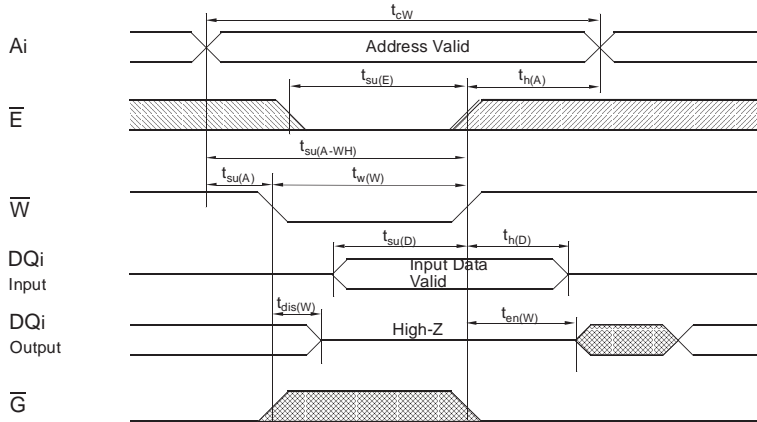 t_cW
Ai
Address Valid
t_su(E)
t_h(A)
E̅
t_su(A-WH)
t_su(A)
t_w(W)
W̅
t_su(D)
t_h(D)
DQi
Input
Input Data
Valid
t_dis(W)
t_en(W)
DQi
Output
High-Z
G̅